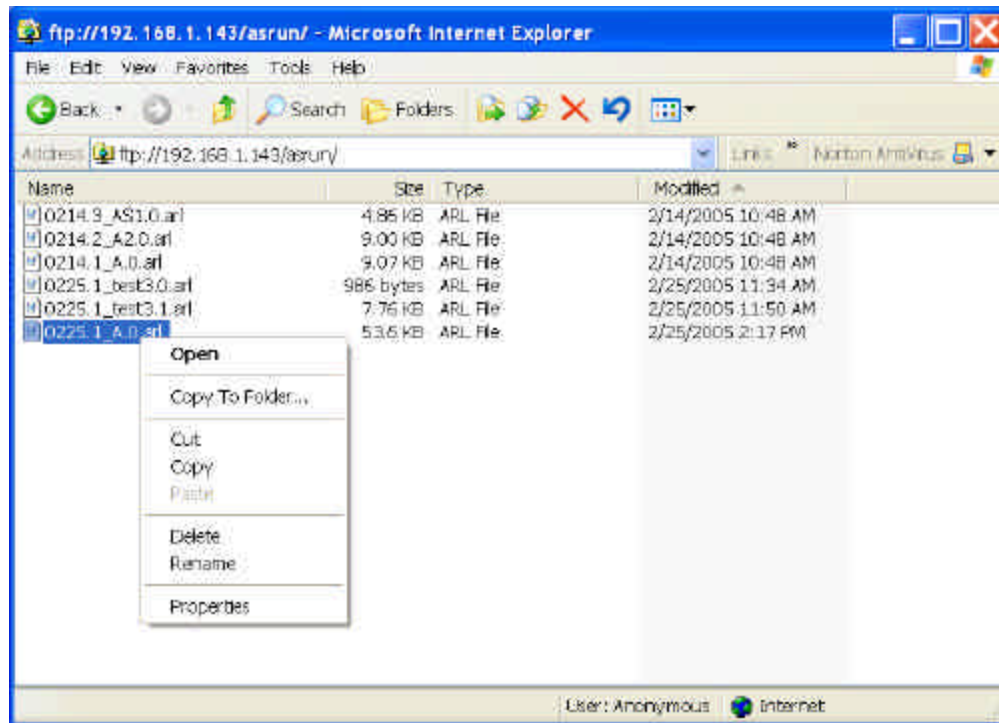 ftp://192.168.1.143/asrun/ - Microsoft Internet Explorer
File Edit View Favorites Tools Help
Back Search Folders
Address ftp://192.168.1.143/asrun/ Links » Norton AntiVirus
Name Size Type Modified
0214.3_AS1.0.arl 4.86 KB ARL File 2/14/2005 10:48 AM
0214.2_A2.0.arl 9.00 KB ARL File 2/14/2005 10:48 AM
0214.1_A.0.arl 9.07 KB ARL File 2/14/2005 10:48 AM
0225.1_test3.0.arl 986 bytes ARL File 2/25/2005 11:34 AM
0225.1_test3.1.arl 7.76 KB ARL File 2/25/2005 11:50 AM
0225.1_A.0.arl 53.6 KB ARL File 2/25/2005 2:17 PM
Open
Copy To Folder...
Cut
Copy
Paste
Delete
Rename
Properties
User: Anonymous Internet